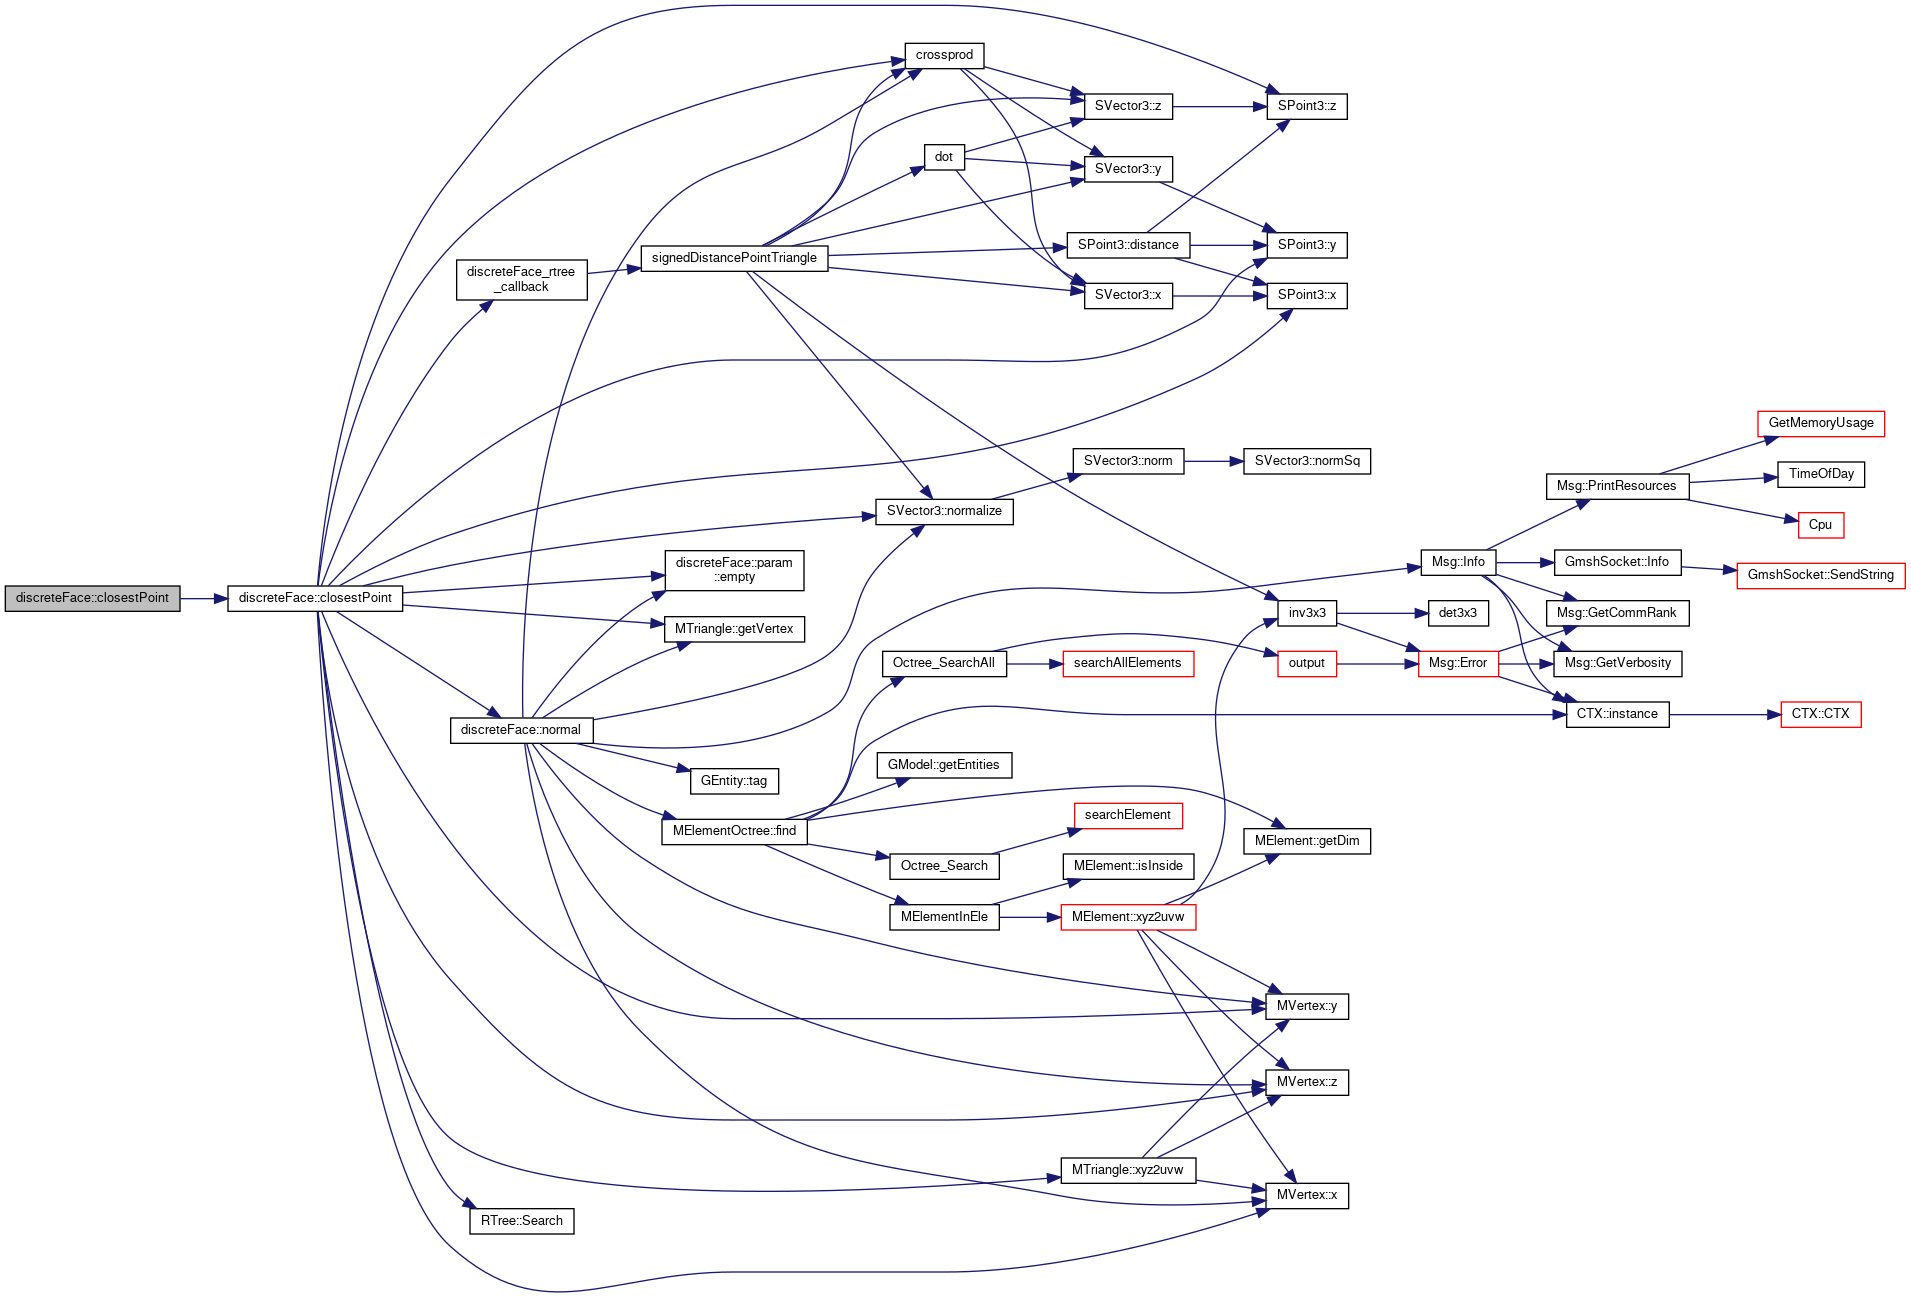 discreteFace::closestPoint
discreteFace::closestPoint
discreteFace_rtree
_callback
discreteFace::normal
RTree::Search
signedDistancePointTriangle
discreteFace::param
::empty
MTriangle::getVertex
GEntity::tag
MElementOctree::find
crossprod
dot
SVector3::normalize
Octree_SearchAll
GModel::getEntities
Octree_Search
MElementInEle
SVector3::z
SVector3::y
SPoint3::distance
SVector3::x
SVector3::norm
searchAllElements
searchElement
MElement::isInside
MElement::xyz2uvw
MTriangle::xyz2uvw
SPoint3::z
SPoint3::y
SPoint3::x
SVector3::normSq
inv3x3
output
MElement::getDim
MVertex::y
MVertex::z
MVertex::x
Msg::Info
det3x3
Msg::Error
Msg::PrintResources
GmshSocket::Info
Msg::GetCommRank
Msg::GetVerbosity
CTX::instance
GetMemoryUsage
TimeOfDay
Cpu
GmshSocket::SendString
CTX::CTX